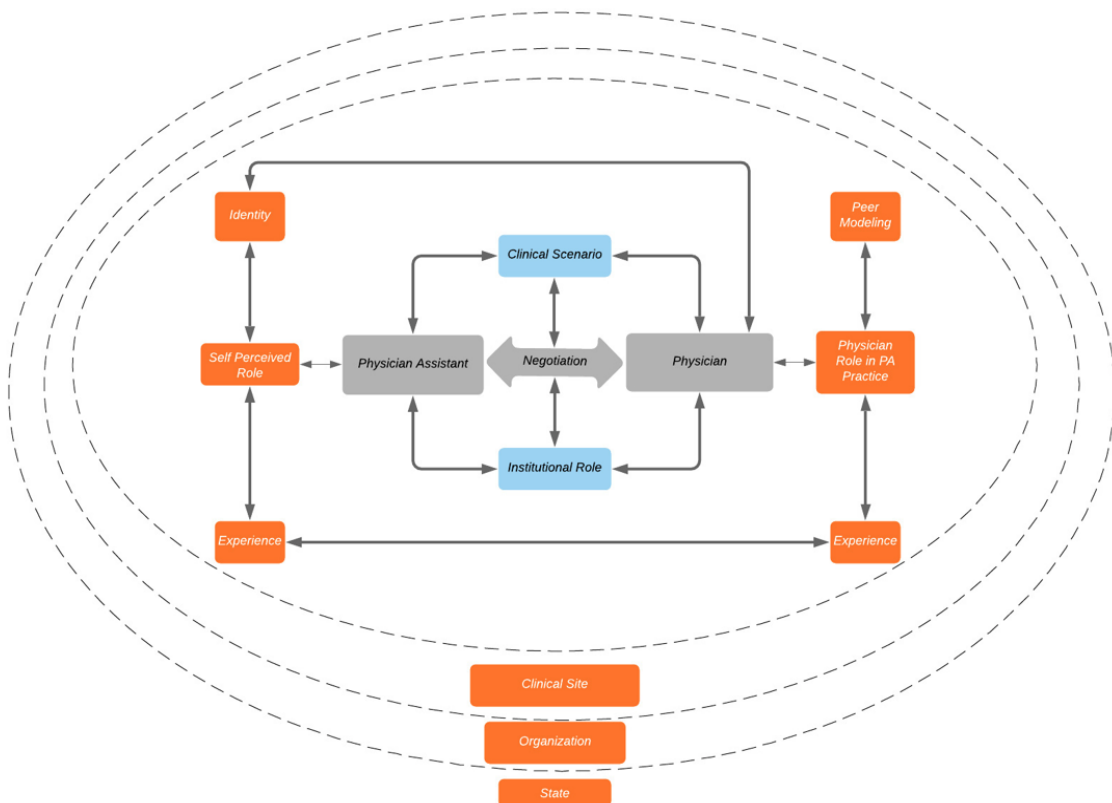 Identity
Peer
Modeling
Clinical Scenario
Self Perceived
Role
Physician Assistant
Negotiation
Physician
Physician
Role in PA
Practice
Institutional Role
Experience
Experience
Clinical Site
Organization
State